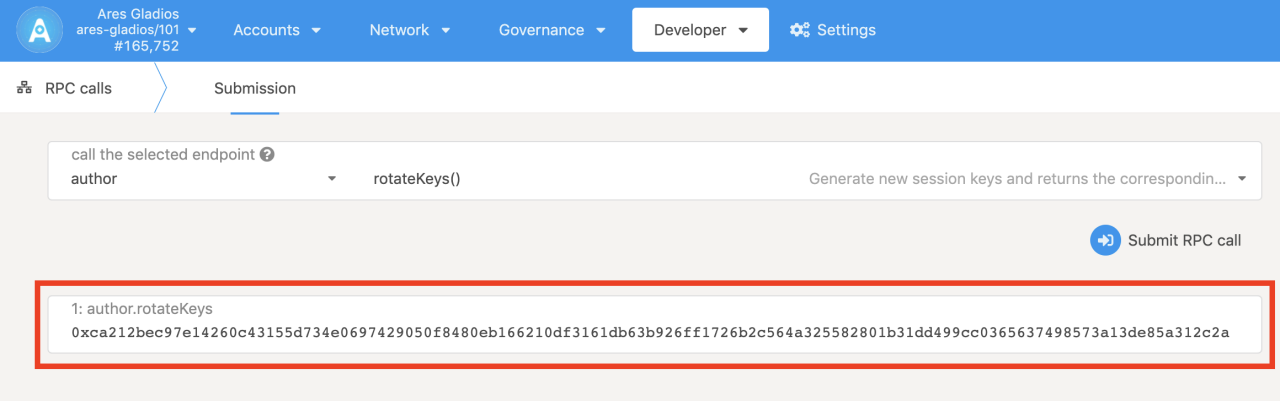 Ares Gladios
ares-gladios/101
#165,752
Accounts
Network
Governance
Developer
Settings
RPC calls
Submission
call the selected endpoint
author
rotateKeys()
Generate new session keys and returns the correspondin...
Submit RPC call
1: author.rotateKeys
0xca212bec97e14260c43155d734e0697429050f8480eb166210df3161db63b926ff1726b2c564a325582801b31dd499cc0365637498573a13de85a312c2a